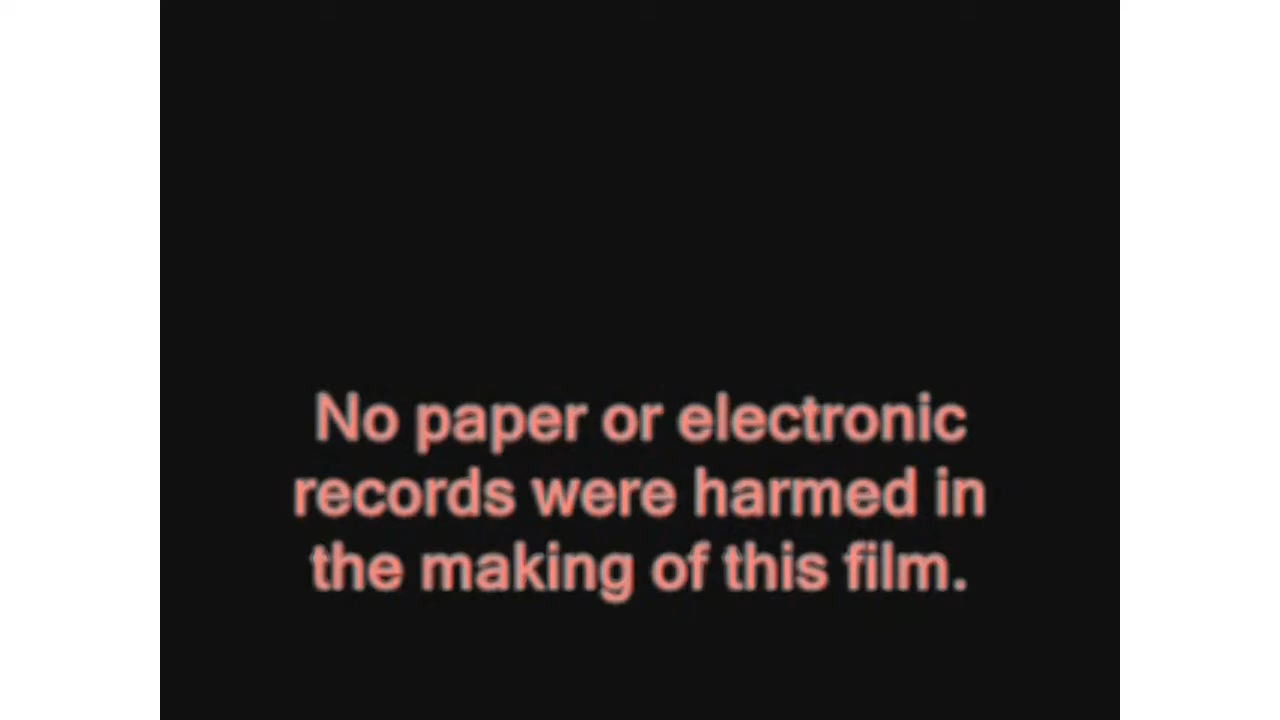 No paper or electronic
records were harmed in
the making of this film.